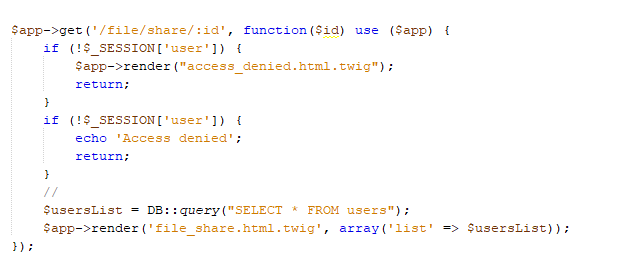 $app->get('/file/share/:id', function($id) use ($app) {
    if (!$_SESSION['user']) {
        $app->render("access_denied.html.twig");
        return;
    }
    if (!$_SESSION['user']) {
        echo 'Access denied';
        return;
    }
    //
    $usersList = DB::query("SELECT * FROM users");
    $app->render('file_share.html.twig', array('list' => $usersList));
});